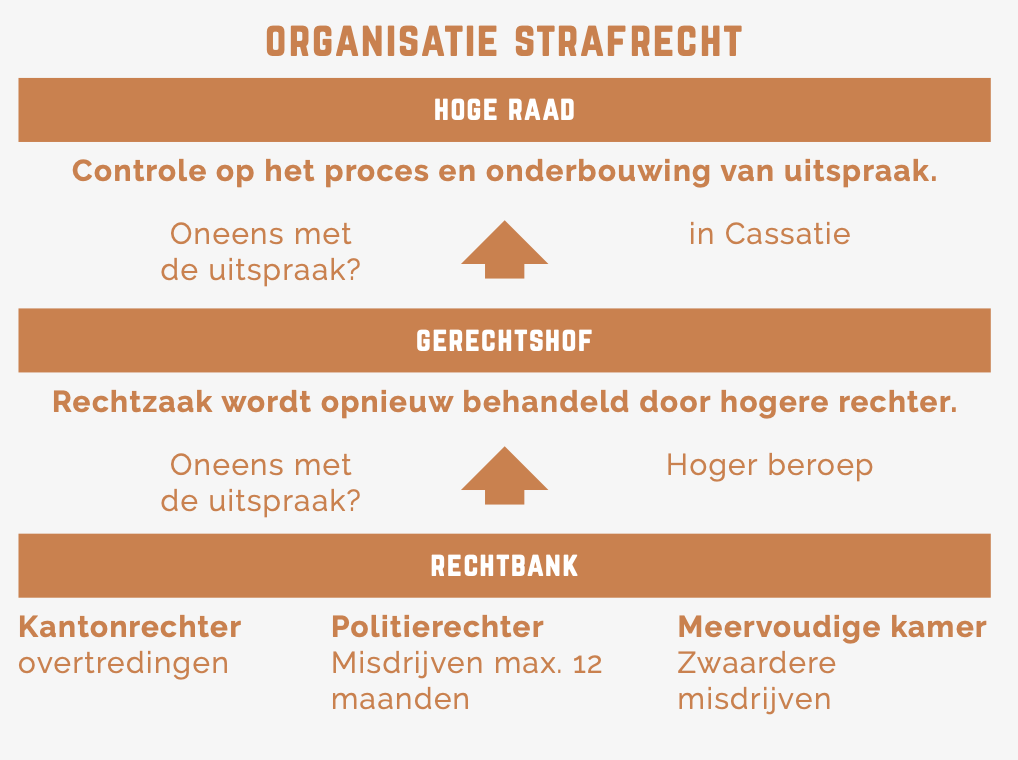 ORGANISATIE STRAFRECHT
HOGE RAAD
Controle op het proces en onderbouwing van uitspraak.
Oneens met
de uitspraak?
in Cassatie
GERECHTSHOF
Rechtzaak wordt opnieuw behandeld door hogere rechter.
Oneens met
de uitspraak?
Hoger beroep
RECHTBANK
Kantonrechter
overtredingen
Politierechter
Misdrijven max. 12
maanden
Meervoudige kamer
Zwaardere
misdrijven